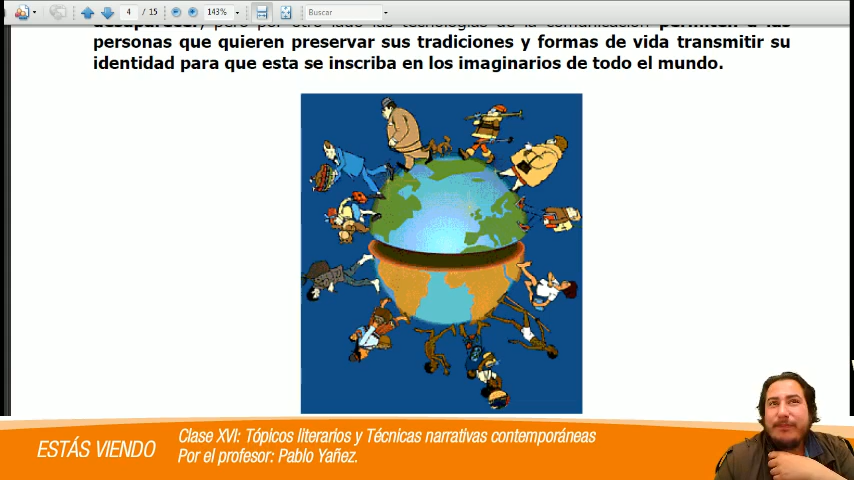 4 / 15 143% Buscar
personas que quieren preservar sus tradiciones y formas de vida transmitir su
identidad para que esta se inscriba en los imaginarios de todo el mundo.
ESTÁS VIENDO
Clase XVI: Tópicos literarios y Técnicas narrativas contemporáneas
Por el profesor: Pablo Yañez.